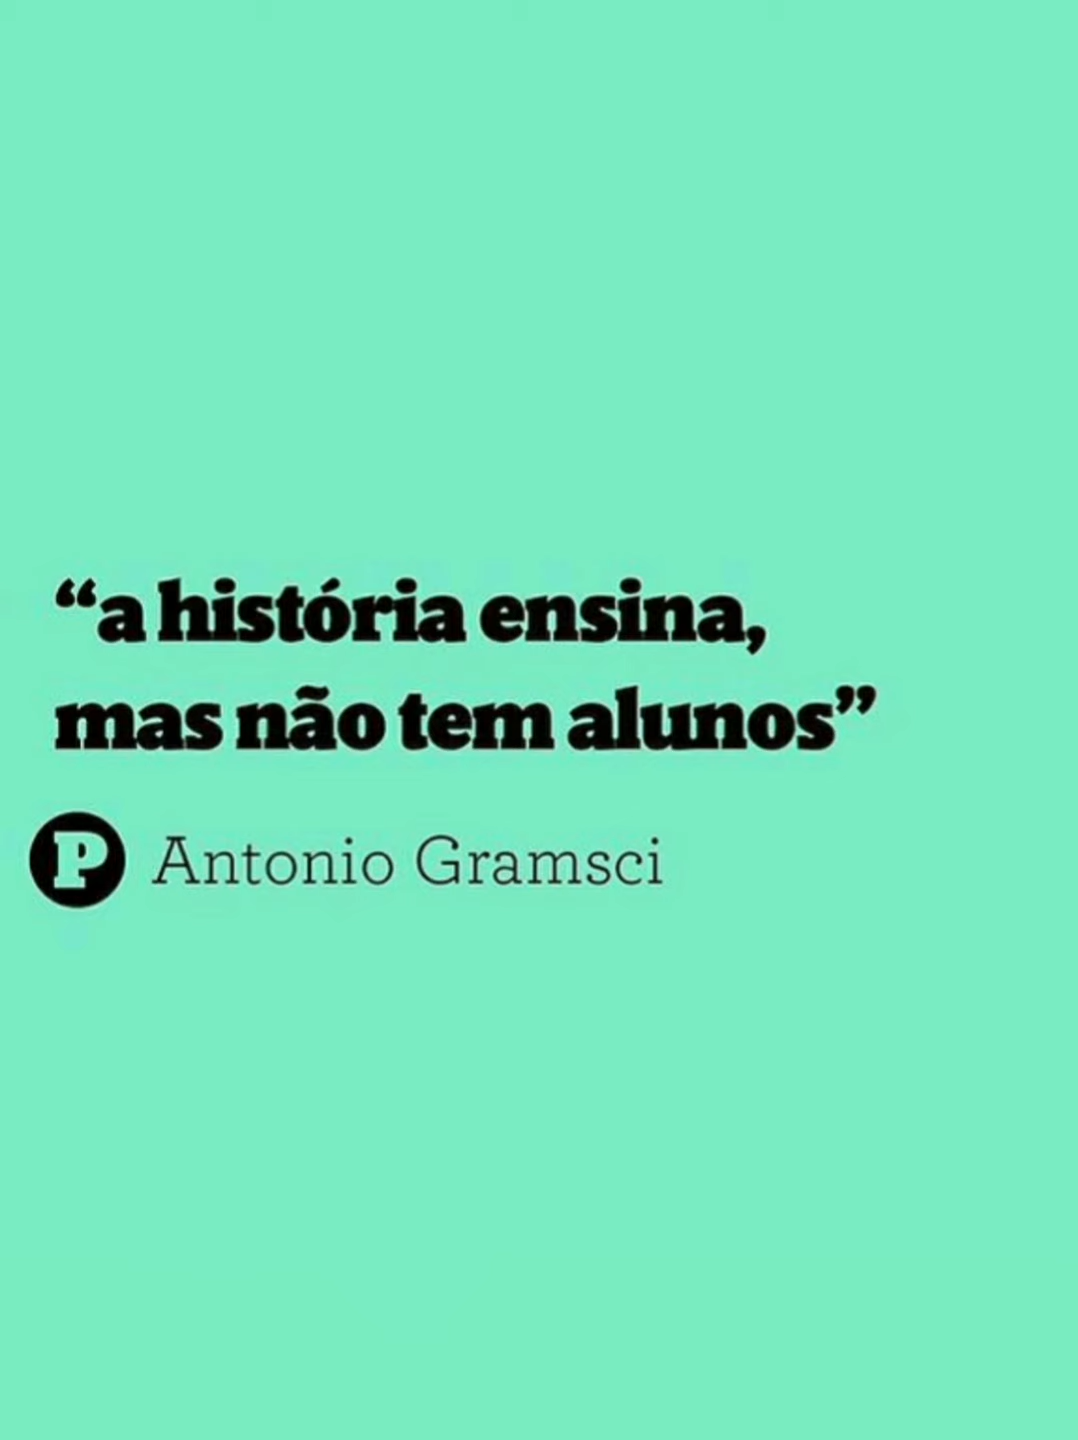 “a história ensina,
mas não tem alunos”
P Antonio Gramsci